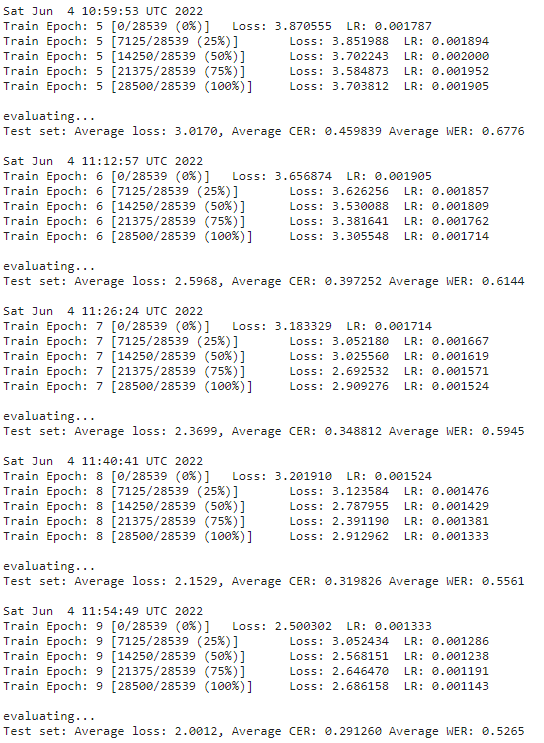 Sat Jun  4 10:59:53 UTC 2022
Train Epoch: 5 [0/28539 (0%)]   Loss: 3.870555  LR: 0.001787
Train Epoch: 5 [7125/28539 (25%)]       Loss: 3.851988  LR: 0.001894
Train Epoch: 5 [14250/28539 (50%)]      Loss: 3.702243  LR: 0.002000
Train Epoch: 5 [21375/28539 (75%)]      Loss: 3.584873  LR: 0.001952
Train Epoch: 5 [28500/28539 (100%)]     Loss: 3.703812  LR: 0.001905
evaluating...
Test set: Average loss: 3.0170, Average CER: 0.459839 Average WER: 0.6776
Sat Jun  4 11:12:57 UTC 2022
Train Epoch: 6 [0/28539 (0%)]   Loss: 3.656874  LR: 0.001905
Train Epoch: 6 [7125/28539 (25%)]       Loss: 3.626256  LR: 0.001857
Train Epoch: 6 [14250/28539 (50%)]      Loss: 3.530088  LR: 0.001809
Train Epoch: 6 [21375/28539 (75%)]      Loss: 3.381641  LR: 0.001762
Train Epoch: 6 [28500/28539 (100%)]     Loss: 3.305548  LR: 0.001714
evaluating...
Test set: Average loss: 2.5968, Average CER: 0.397252 Average WER: 0.6144
Sat Jun  4 11:26:24 UTC 2022
Train Epoch: 7 [0/28539 (0%)]   Loss: 3.183329  LR: 0.001714
Train Epoch: 7 [7125/28539 (25%)]       Loss: 3.052180  LR: 0.001667
Train Epoch: 7 [14250/28539 (50%)]      Loss: 3.025560  LR: 0.001619
Train Epoch: 7 [21375/28539 (75%)]      Loss: 2.692532  LR: 0.001571
Train Epoch: 7 [28500/28539 (100%)]     Loss: 2.909276  LR: 0.001524
evaluating...
Test set: Average loss: 2.3699, Average CER: 0.348812 Average WER: 0.5945
Sat Jun  4 11:40:41 UTC 2022
Train Epoch: 8 [0/28539 (0%)]   Loss: 3.201910  LR: 0.001524
Train Epoch: 8 [7125/28539 (25%)]       Loss: 3.123584  LR: 0.001476
Train Epoch: 8 [14250/28539 (50%)]      Loss: 2.787955  LR: 0.001429
Train Epoch: 8 [21375/28539 (75%)]      Loss: 2.391190  LR: 0.001381
Train Epoch: 8 [28500/28539 (100%)]     Loss: 2.912962  LR: 0.001333
evaluating...
Test set: Average loss: 2.1529, Average CER: 0.319826 Average WER: 0.5561
Sat Jun  4 11:54:49 UTC 2022
Train Epoch: 9 [0/28539 (0%)]   Loss: 2.500302  LR: 0.001333
Train Epoch: 9 [7125/28539 (25%)]       Loss: 3.052434  LR: 0.001286
Train Epoch: 9 [14250/28539 (50%)]      Loss: 2.568151  LR: 0.001238
Train Epoch: 9 [21375/28539 (75%)]      Loss: 2.646470  LR: 0.001191
Train Epoch: 9 [28500/28539 (100%)]     Loss: 2.686158  LR: 0.001143
evaluating...
Test set: Average loss: 2.0012, Average CER: 0.291260 Average WER: 0.5265